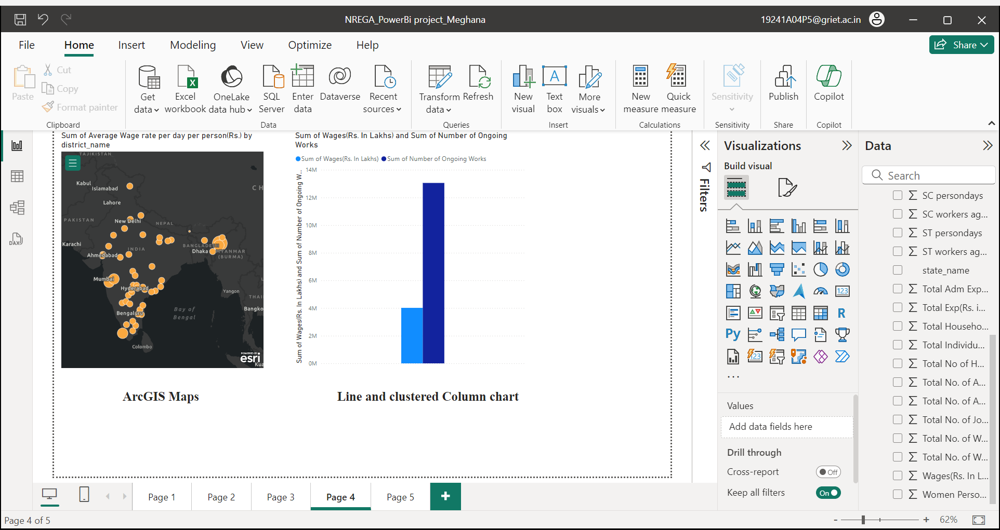 NREGA_PowerBi project_Meghana
19241A04P5@griet.ac.in
File
Home
Insert
Modeling
View
Optimize
Help
Share
Paste
Cut
Copy
Format painter
Clipboard
Get
data
Excel
workbook
OneLake
data hub
SQL
Server
Enter
data
Dataverse
Recent
sources
Data
Transform
data
Refresh
Queries
New
visual
Text
box
More
visuals
Insert
New
measure
Quick
measure
Calculations
Sensitivity
Sensitivity
Publish
Share
Copilot
Copilot
Sum of Average Wage rate per day per person(Rs.) by
district_name
TAJIKISTAN
Kabul
Islamabad
C H
Lahore
PAKISTAN
New Delhi
NEPAL
Karachi
INDIA
BANGLADESH
Dhaka
Ahmedabad
MYANMAR
(BURMA)
Mumbai
Hyderabad
Yangon
THAI
Bay of
Bengal
Bangko
Bengaluru
Colombo
POWERED BY
esri
Kua
ArcGIS Maps
Sum of Wages(Rs. In Lakhs) and Sum of Number of Ongoing
Works
Sum of Wages(Rs. In Lakhs)
Sum of Number of Ongoing Works
Sum of Wages(Rs. In Lakhs) and Sum of Number of Ongoing W...
14M
12M
10M
8M
6M
4M
2M
0M
Line and clustered Column chart
Filters
Visualizations
Build visual
123
R
Py
123
...
Values
Add data fields here
Drill through
Cross-report
Off
Keep all filters
On
Data
Search
SC persondays
SC workers ag...
ST persondays
ST workers ag...
state_name
Total Adm Exp...
Total Exp(Rs. i...
Total Househo...
Total Individu...
Total No of H...
Total No. of A...
Total No. of A...
Total No. of Jo...
Total No. of W...
Total No. of W...
Wages(Rs. In L...
Women Perso...
DAX
Page 1
Page 2
Page 3
Page 4
Page 5
+
Page 4 of 5
-
+
62%